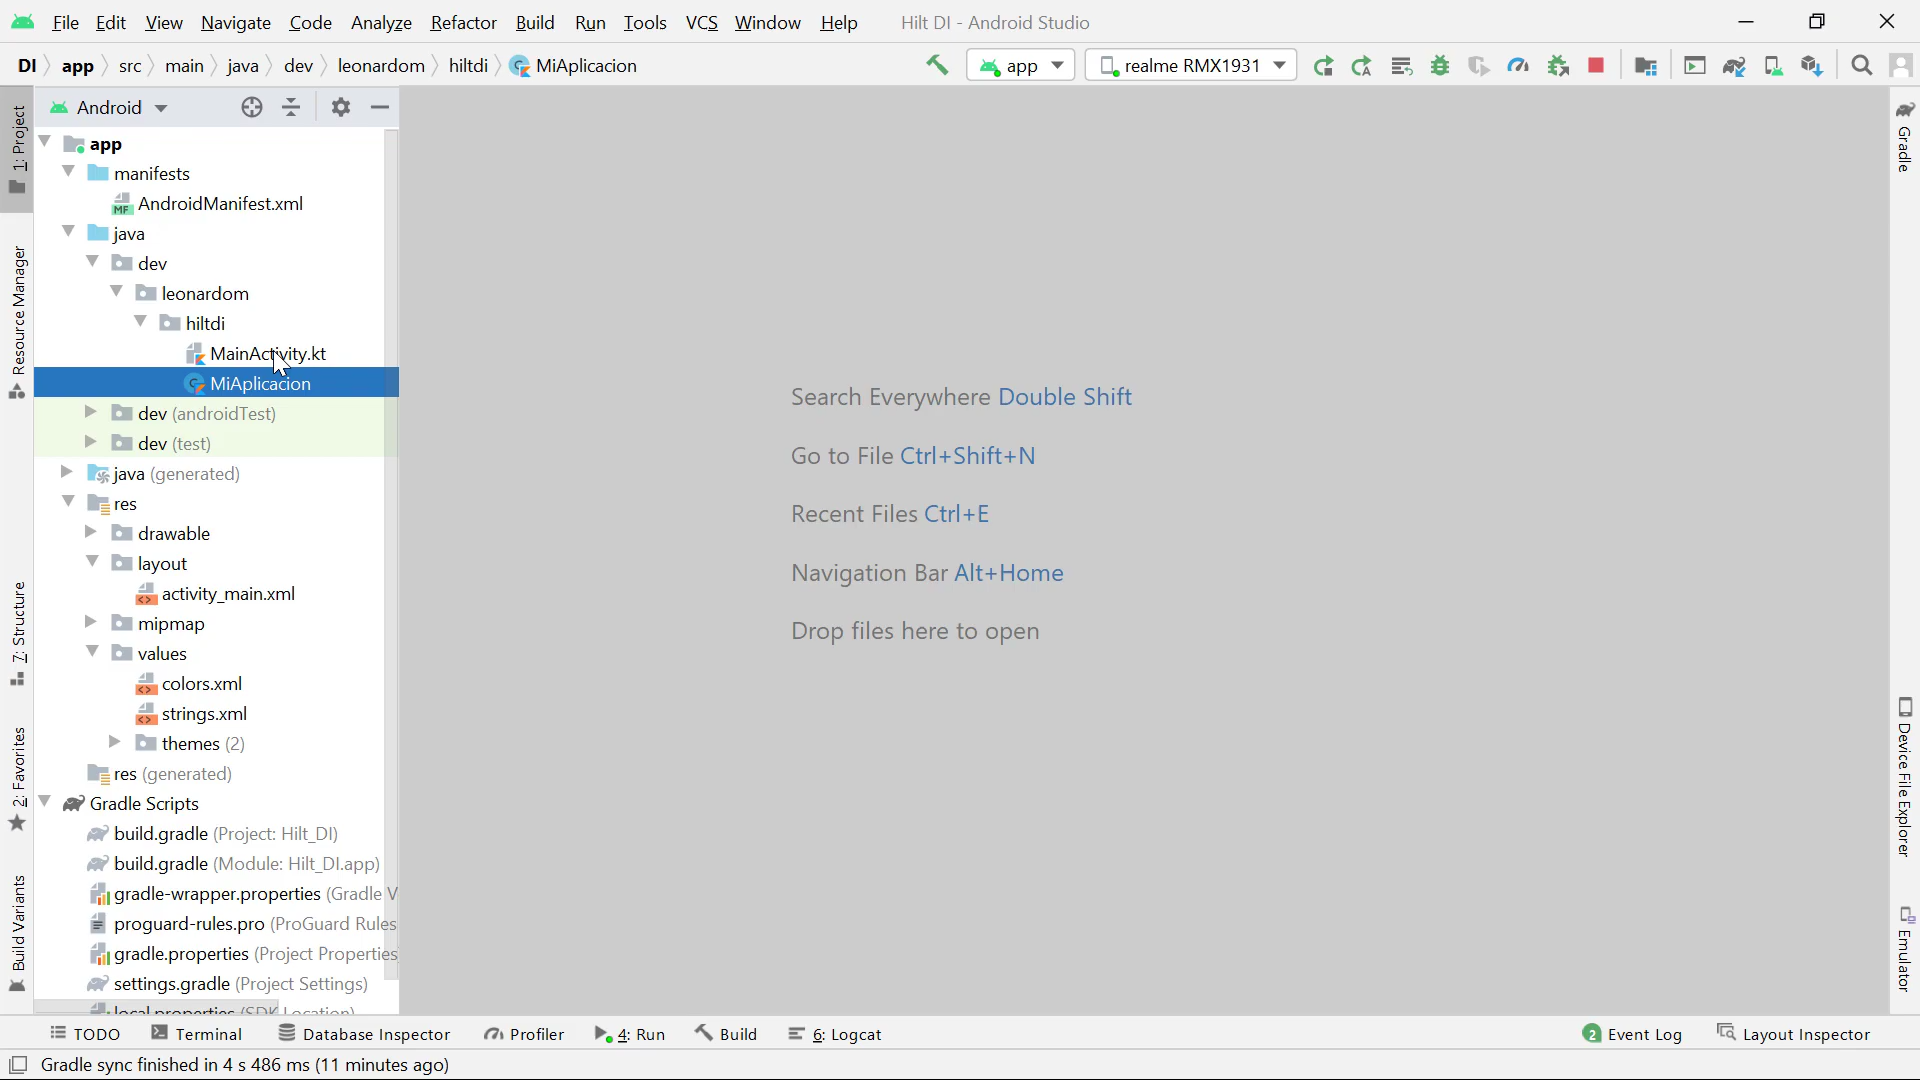 File Edit View Navigate Code Analyze Refactor Build Run Tools VCS Window Help Hilt DI - Android Studio
DI app src main java dev leonardom hiltdi MiAplicacion app realme RMX1931
Android
1: Project
Resource Manager
7: Structure
2: Favorites
Build Variants
app
manifests
MF AndroidManifest.xml
java
dev
leonardom
hiltdi
MainActivity.kt
MiAplicacion
dev (androidTest)
dev (test)
java (generated)
res
drawable
layout
activity_main.xml
mipmap
values
colors.xml
strings.xml
themes (2)
res (generated)
Gradle Scripts
build.gradle (Project: Hilt_DI)
build.gradle (Module: Hilt_DI.app)
gradle-wrapper.properties (Gradle V
proguard-rules.pro (ProGuard Rules
gradle.properties (Project Properties
settings.gradle (Project Settings)
local.properties (SDK Location)
Search Everywhere Double Shift
Go to File Ctrl+Shift+N
Recent Files Ctrl+E
Navigation Bar Alt+Home
Drop files here to open
Gradle
Device File Explorer
Emulator
TODO Terminal Database Inspector Profiler 4: Run Build 6: Logcat 2 Event Log Layout Inspector
Gradle sync finished in 4 s 486 ms (11 minutes ago)